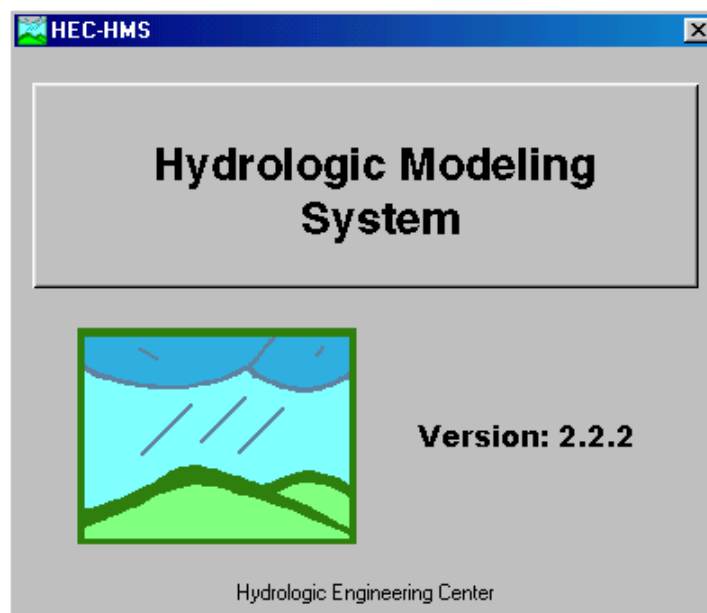 HEC-HMS
Hydrologic Modeling
System
Version: 2.2.2
Hydrologic Engineering Center